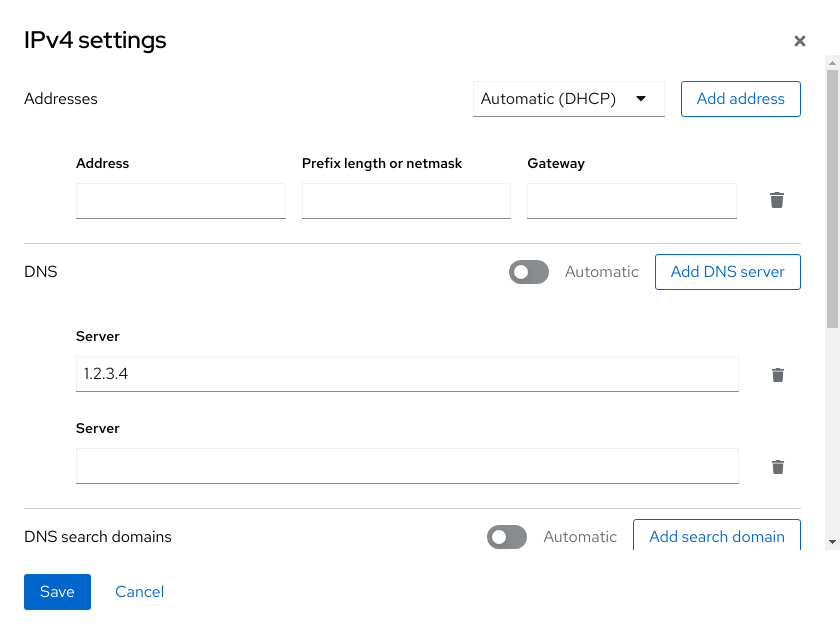 IPv4 settings
Addresses Automatic (DHCP) Add address
Address Prefix length or netmask Gateway
DNS Automatic Add DNS server
Server
1.2.3.4
Server
DNS search domains Automatic Add search domain
Save Cancel